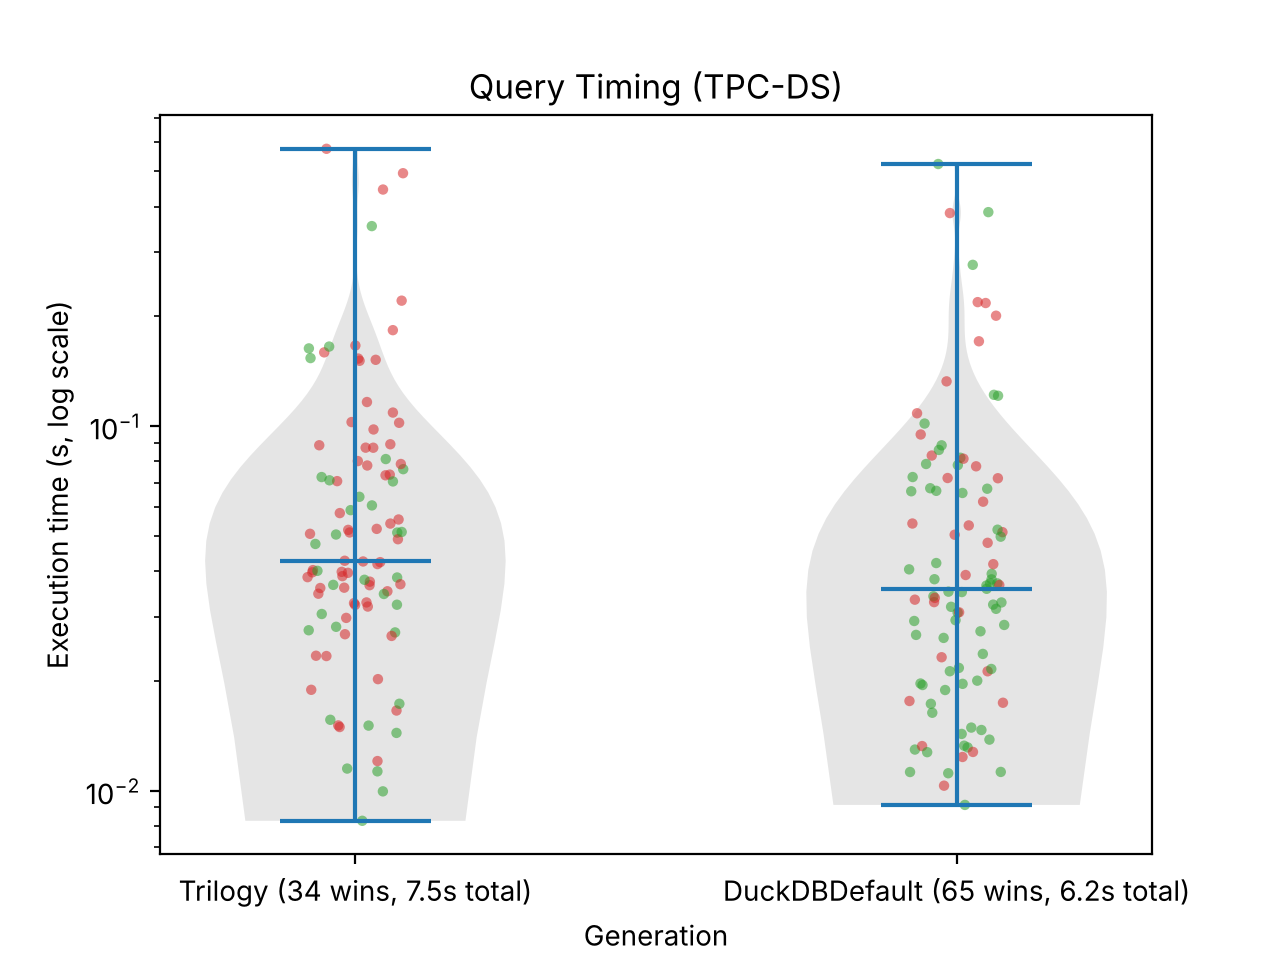 Query Timing (TPC-DS)
Execution time (s, log scale)
10⁻¹
10⁻²
Trilogy (34 wins, 7.5s total)
DuckDBDefault (65 wins, 6.2s total)
Generation